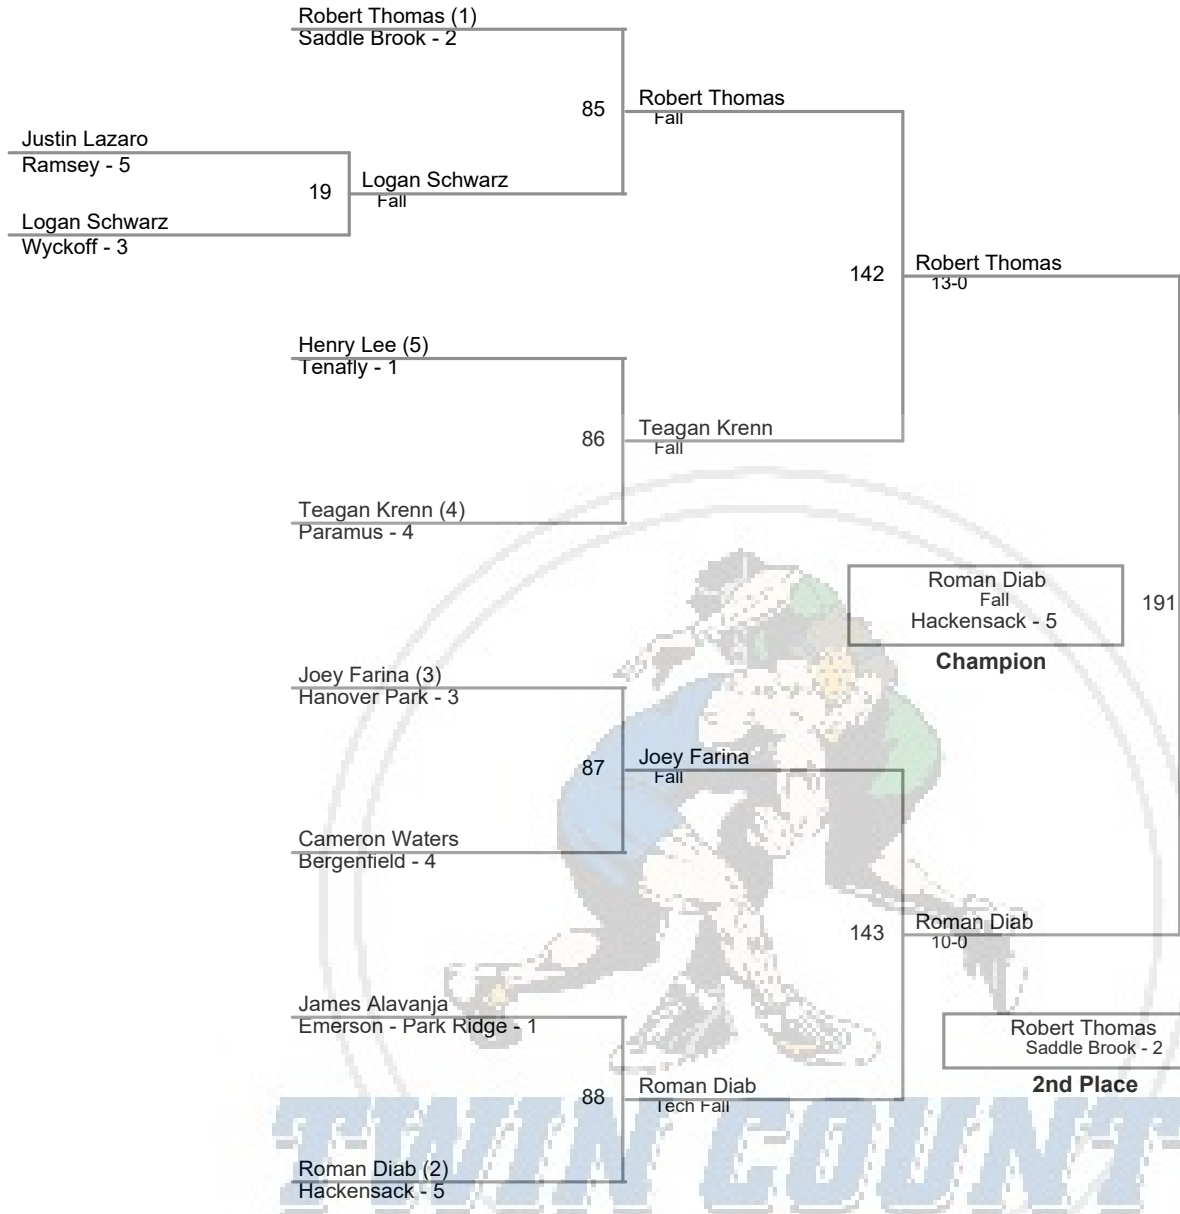 Robert Thomas (1)
Saddle Brook - 2
85
Robert Thomas
Fall
Justin Lazaro
Ramsey - 5
19
Logan Schwarz
Fall
Logan Schwarz
Wyckoff - 3
142
Robert Thomas
13-0
Henry Lee (5)
Tenafly - 1
86
Teagan Krenn
Fall
Teagan Krenn (4)
Paramus - 4
Roman Diab
Fall
Hackensack - 5
191
Champion
Joey Farina (3)
Hanover Park - 3
87
Joey Farina
Fall
Cameron Waters
Bergenfield - 4
143
Roman Diab
10-0
James Alavanja
Emerson - Park Ridge - 1
Robert Thomas
Saddle Brook - 2
2nd Place
88
Roman Diab
Tech Fall
Roman Diab (2)
Hackensack - 5
TWIN COUNT